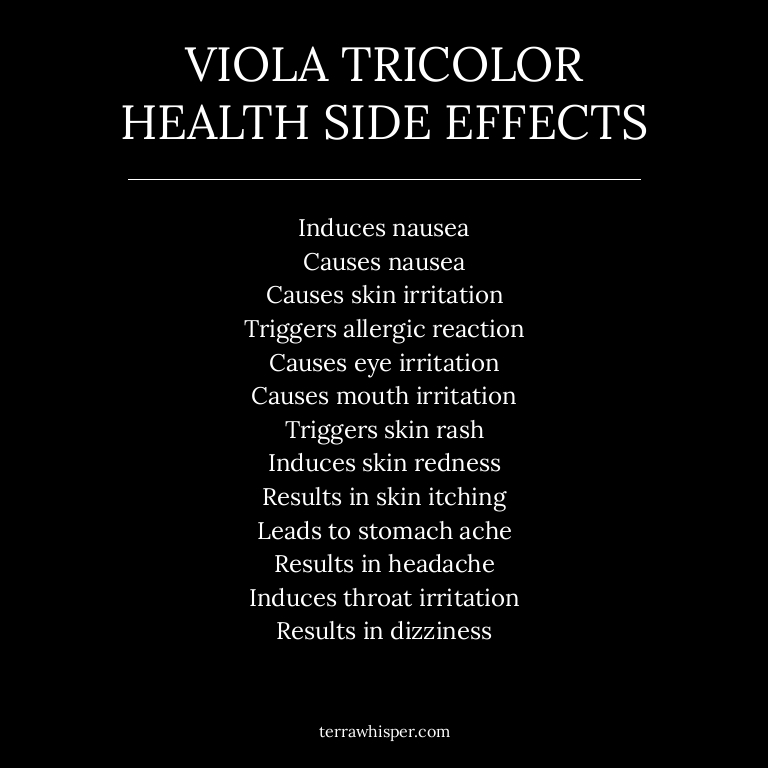 VIOLA TRICOLOR
HEALTH SIDE EFFECTS
Induces nausea
Causes nausea
Causes skin irritation
Triggers allergic reaction
Causes eye irritation
Causes mouth irritation
Triggers skin rash
Induces skin redness
Results in skin itching
Leads to stomach ache
Results in headache
Induces throat irritation
Results in dizziness
terrawhisper.com